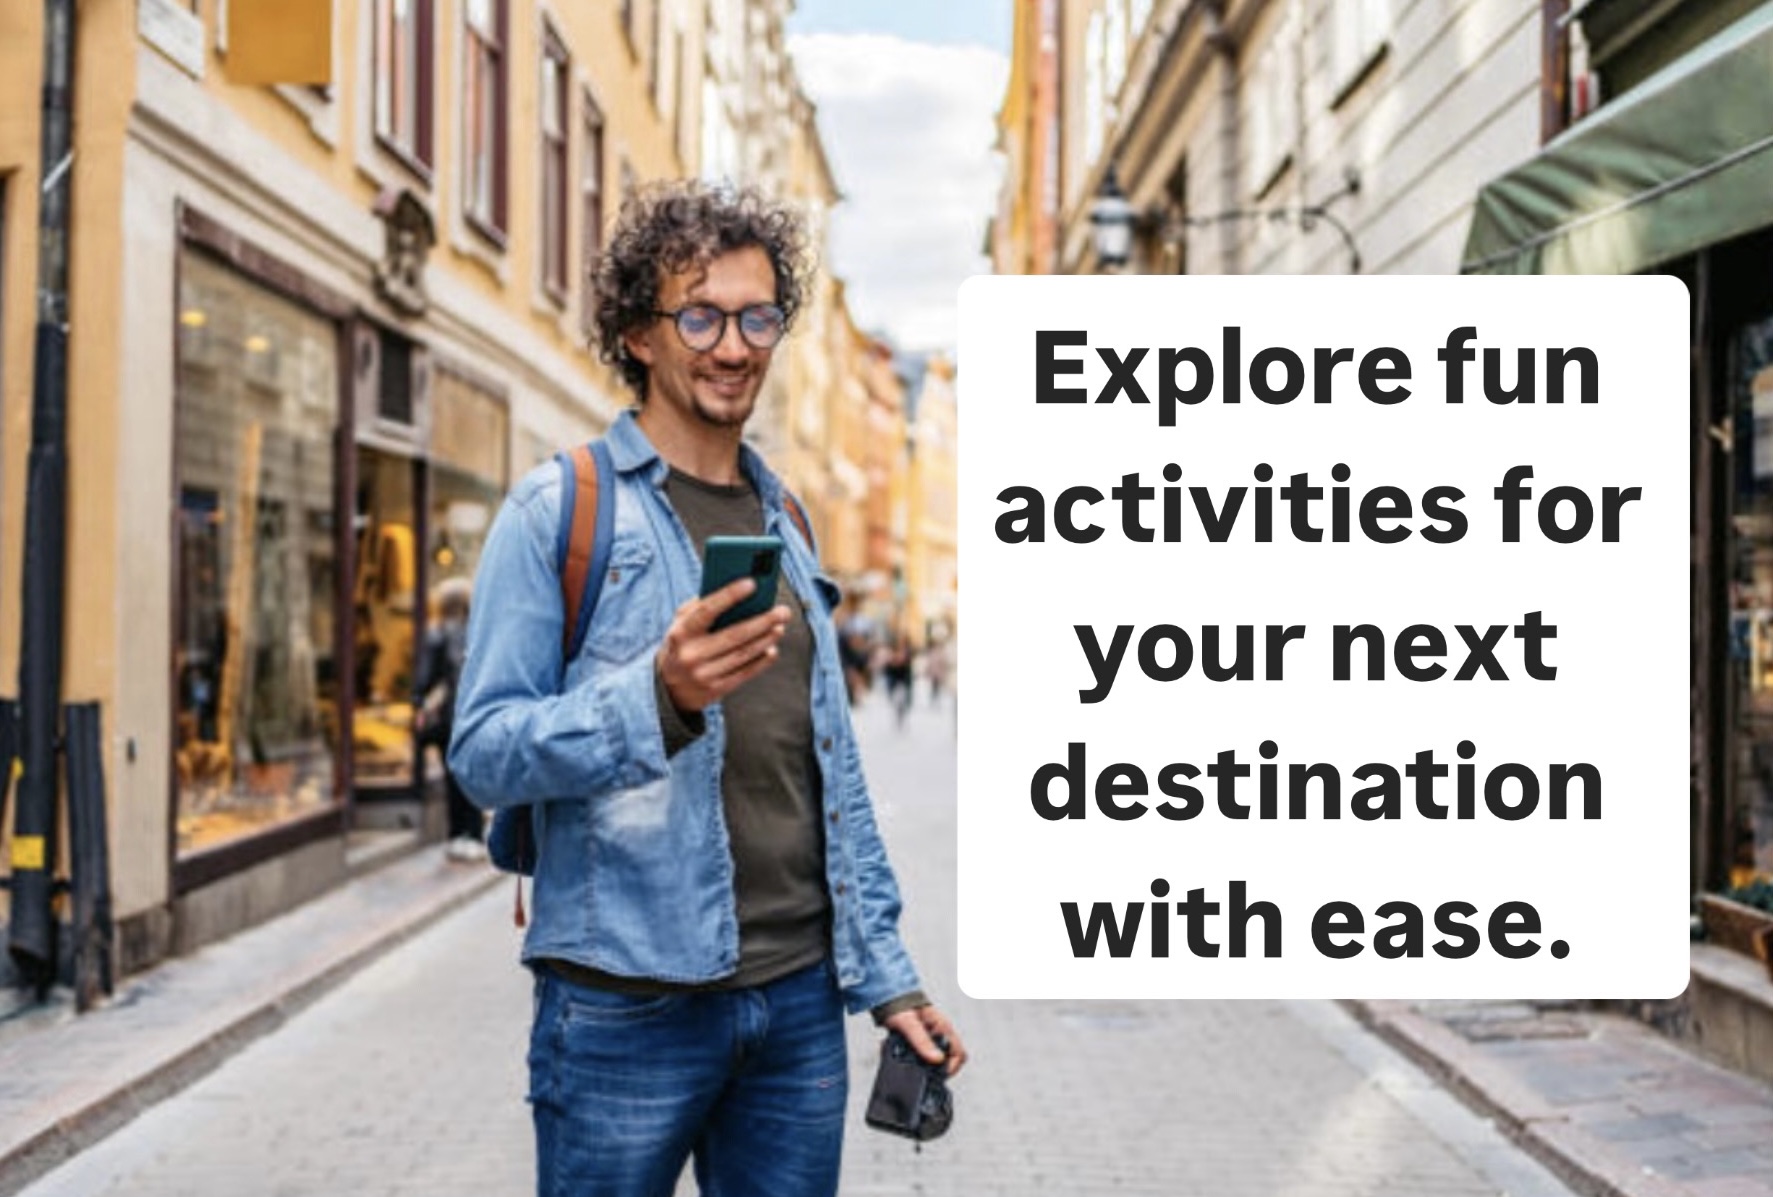 Explore fun
activities for
your next
destination
with ease.